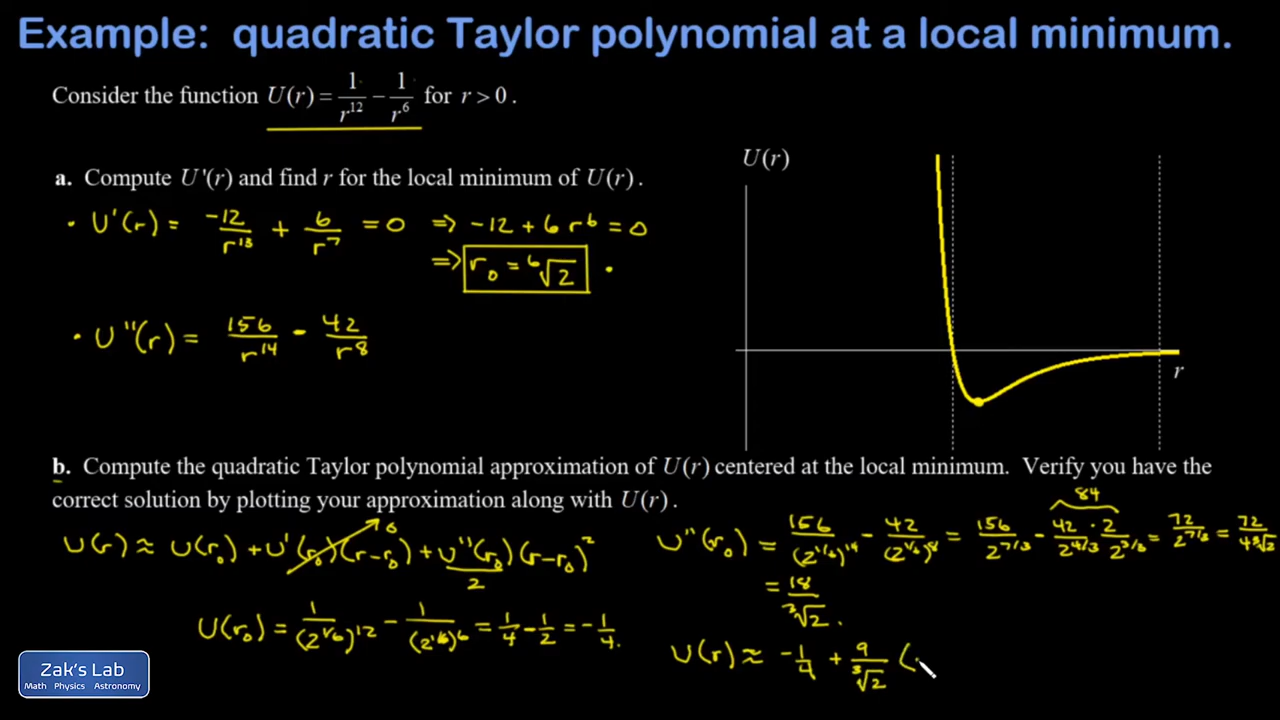 Example: quadratic Taylor polynomial at a local minimum.
Consider the function U(r) = 1/r^12 − 1/r^6 for r > 0 .
a. Compute U'(r) and find r for the local minimum of U(r) .
• U'(r) = -12/r^13 + 6/r^7 = 0 ⇒ -12 + 6r^6 = 0
⇒ r₀ = ⁶√2 .
• U''(r) = 156/r^14 - 42/r^8
U(r)
r
b. Compute the quadratic Taylor polynomial approximation of U(r) centered at the local minimum. Verify you have the
correct solution by plotting your approximation along with U(r) .
U(r) ≈ U(r₀) + U'(r₀)(r-r₀) 0 + U''(r₀)/2 (r-r₀)^2
U(r₀) = 1/(2^1/6)^12 - 1/(2^1/6)^6 = 1/4 - 1/2 = -1/4.
84
U''(r₀) = 156/(2^1/6)^14 - 42/(2^1/6)^8 = 156/2^7/3 - 42·2/2^4/3 2^3/3 = 72/2^7/3 = 72/4³√2
= 18/³√2 .
U(r) ≈ -1/4 + 9/³√2 (
Zak's Lab
Math Physics Astronomy